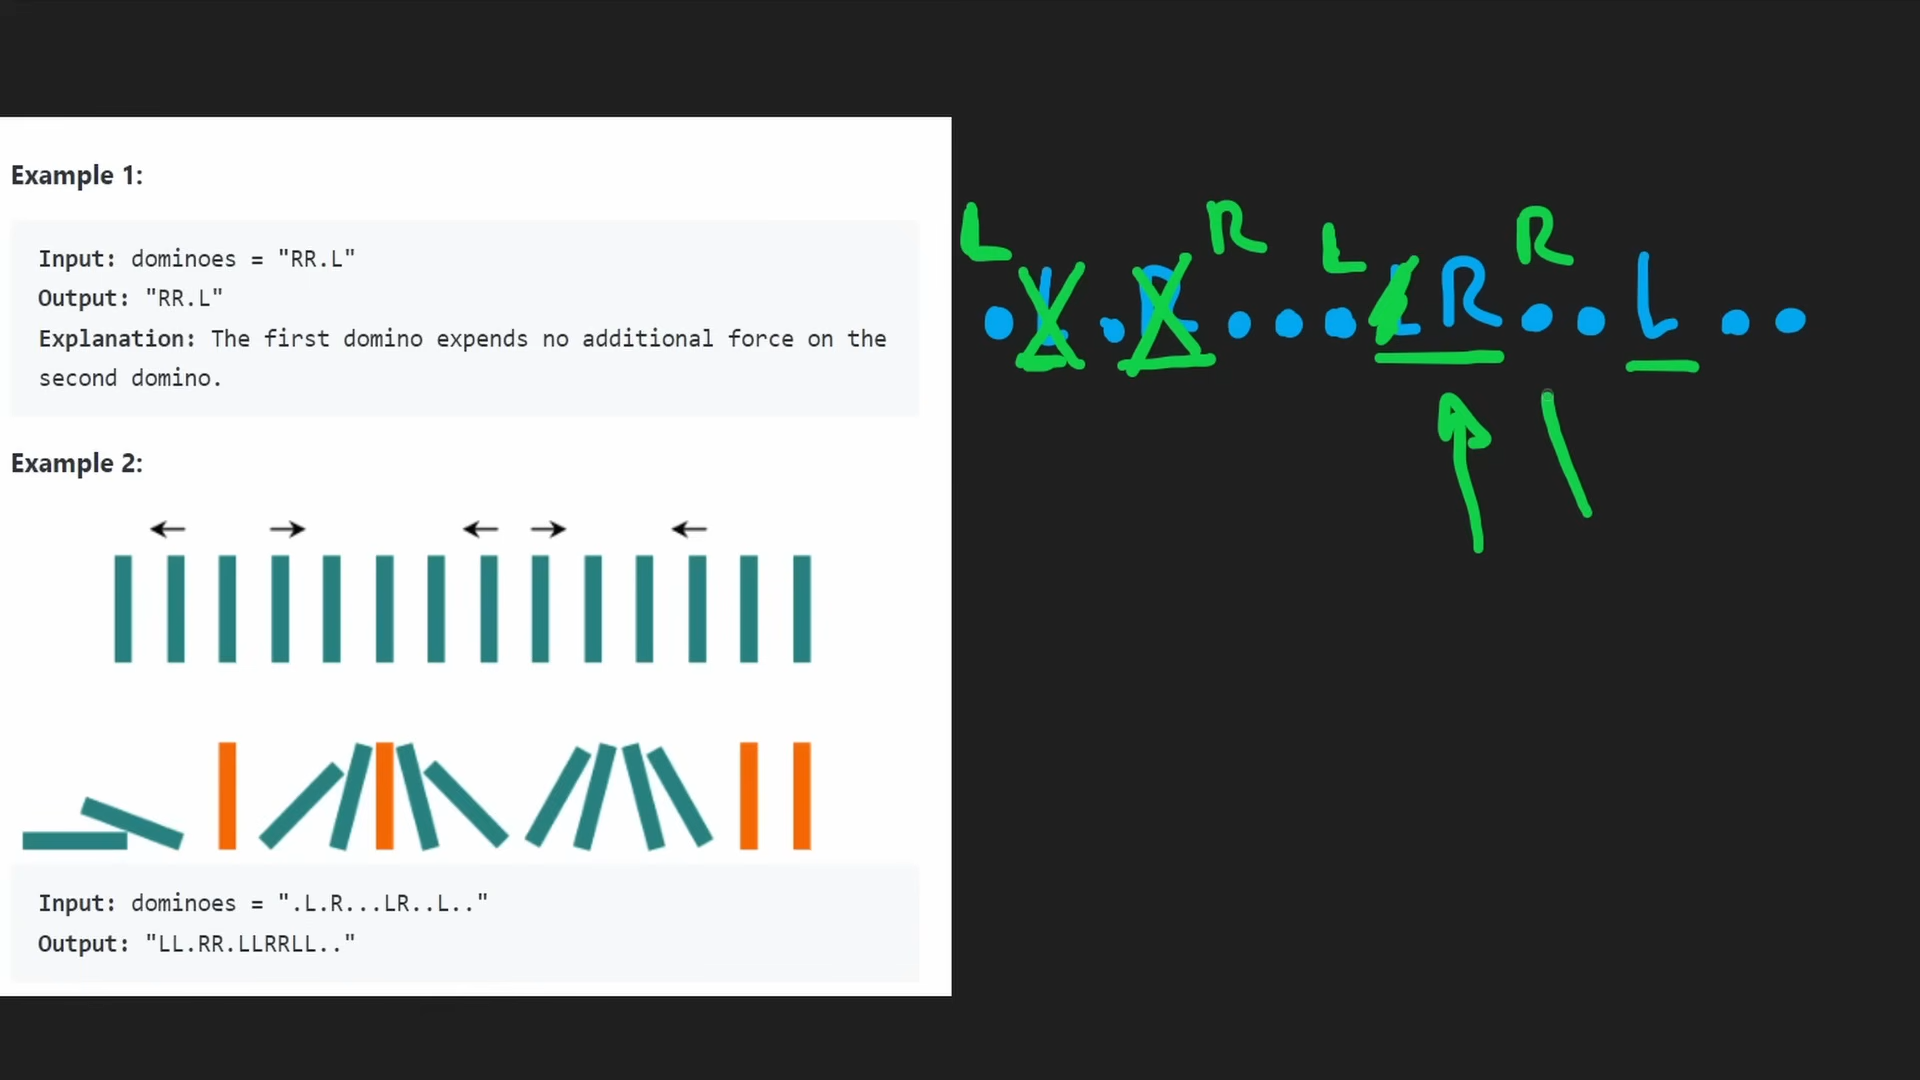 Example 1:
Input: dominoes = "RR.L"
Output: "RR.L"
Explanation: The first domino expends no additional force on the
second domino.
Example 2:
Input: dominoes = ".L.R...LR..L.."
Output: "LL.RR.LLRRLL.."
L R L R
. L . R . . . L R . . L . .